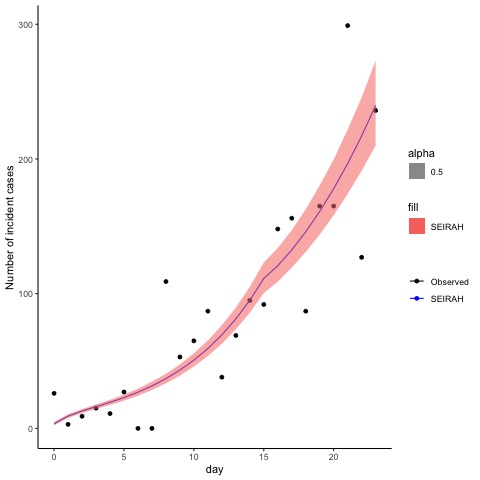 300
200
100
0
0
5
10
15
20
day
Number of incident cases
alpha
0.5
fill
SEIRAH
Observed
SEIRAH